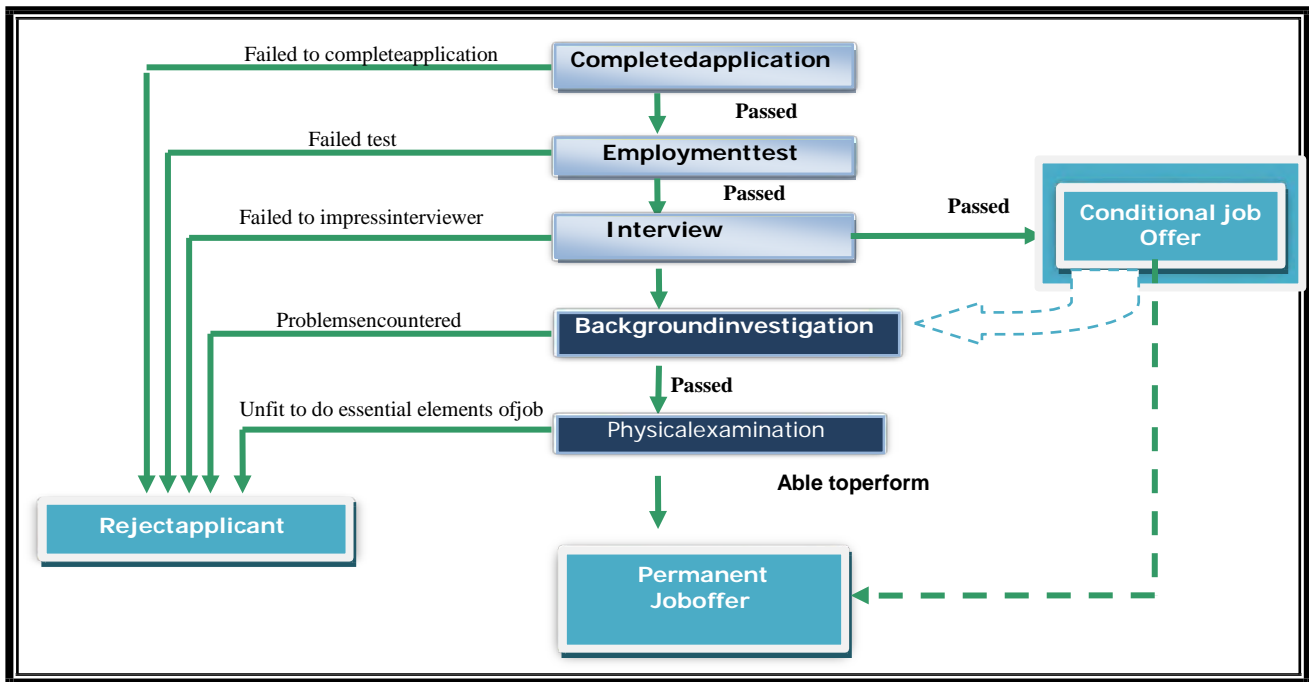 Failed to completeapplication
Completedapplication
Passed
Failed test
Employmenttest
Passed
Failed to impressinterviewer
Interview
Passed
Conditional job
Offer
Problemsencountered
Backgroundinvestigation
Passed
Unfit to do essential elements ofjob
Physicalexamination
Able toperform
Rejectapplicant
Permanent
Joboffer